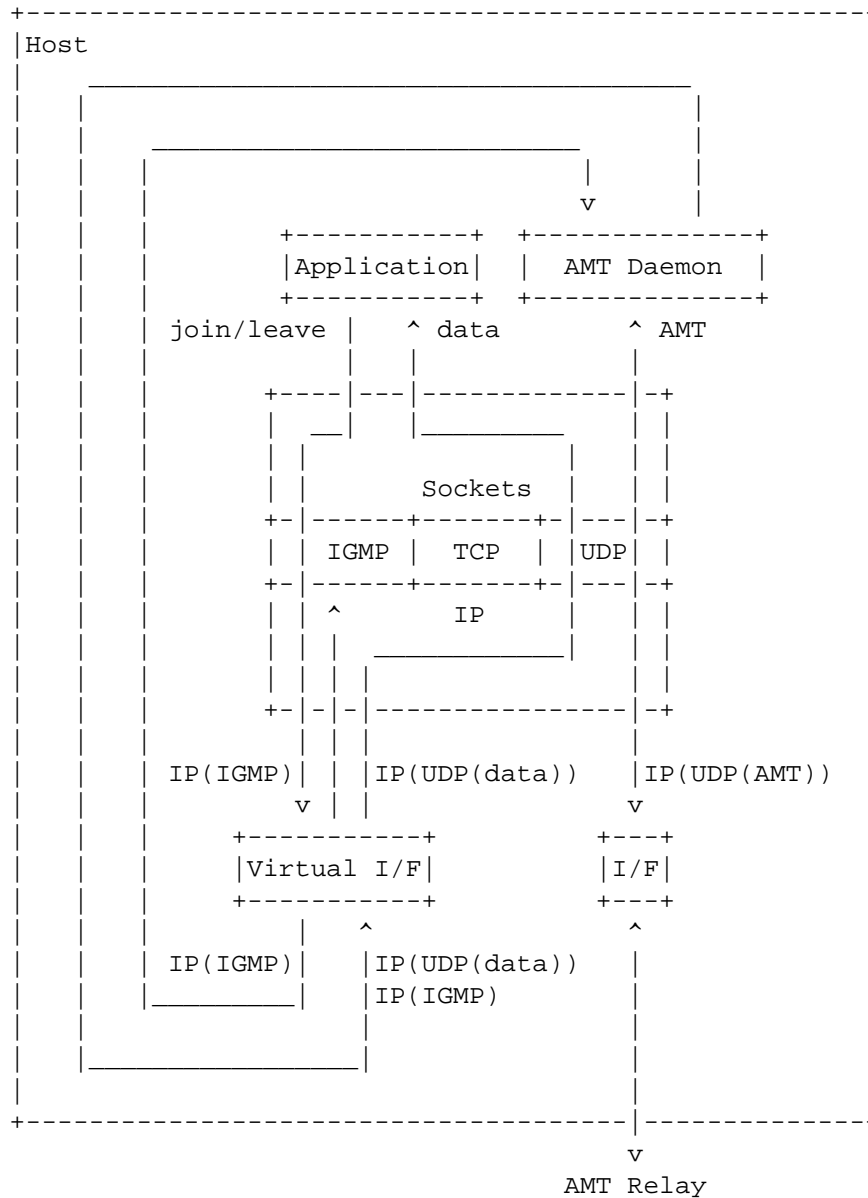 Host
Application AMT Daemon
join/leave data AMT
Sockets
IGMP TCP UDP
IP
IP(IGMP) IP(UDP(data)) IP(UDP(AMT))
v v
Virtual I/F I/F
IP(IGMP) IP(UDP(data))
IP(IGMP)
v
AMT Relay